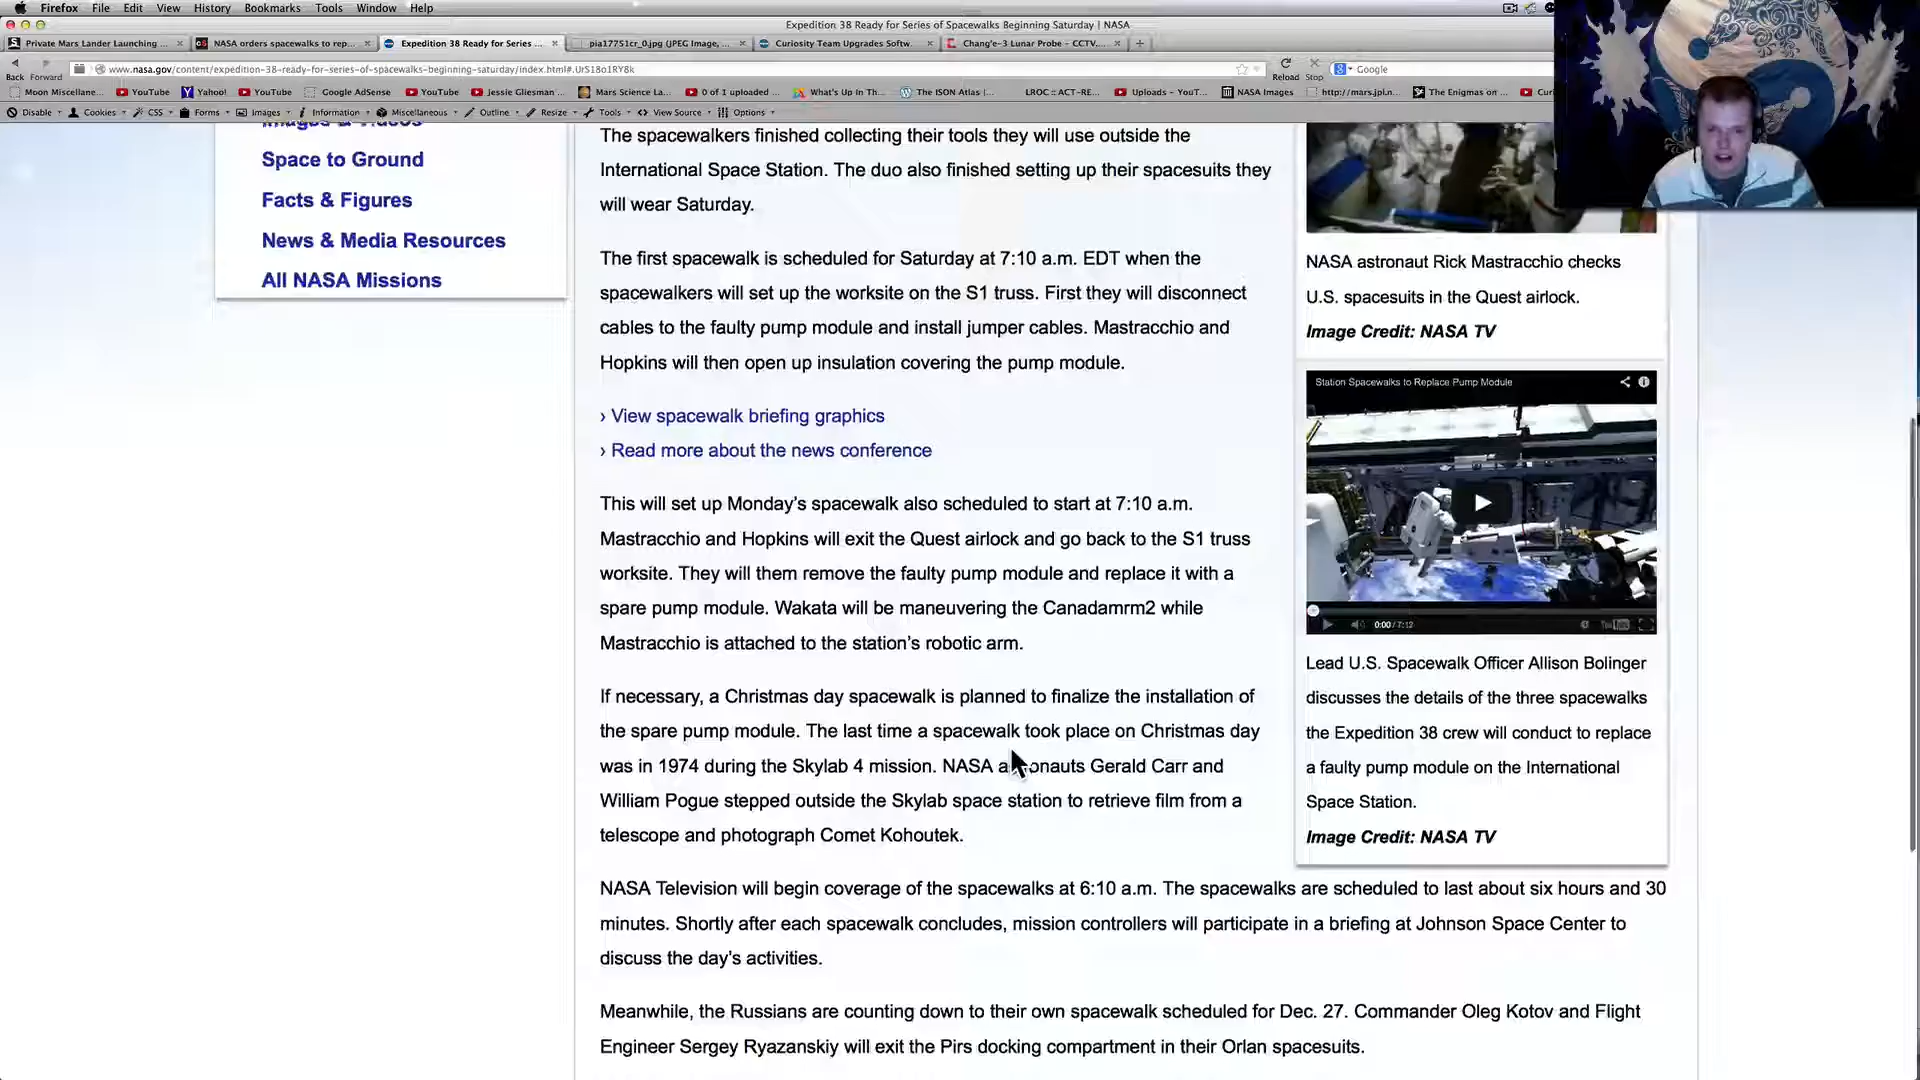 Firefox File Edit View History Bookmarks Tools Window Help
Expedition 38 Ready for Series of Spacewalks Beginning Saturday | NASA
Private Mars Lander Launching ...
NASA orders spacewalks to rep...
Expedition 38 Ready for Series ...
pia17751cr_0.jpg (JPEG Image, ...
Curiosity Team Upgrades Softw...
Chang'e-3 Lunar Probe – CCTV...
Back Forward
www.nasa.gov/content/expedition-38-ready-for-series-of-spacewalks-beginning-saturday/index.html#.UrS18o1RY8k
Reload Stop
Google
Moon Miscellane... YouTube Yahoo! YouTube Google AdSense YouTube Jessie Gliesman... Mars Science La... 0 of 1 uploaded ... What's Up In Th... The ISON Atlas |... LROC :: ACT-RE... Uploads - YouT... NASA Images http://mars.jpl.n... The Enigmas on ...
Disable Cookies CSS Forms Images Information Miscellaneous Outline Resize Tools View Source Options
Images & Videos
Space to Ground
Facts & Figures
News & Media Resources
All NASA Missions
The spacewalkers finished collecting their tools they will use outside the
International Space Station. The duo also finished setting up their spacesuits they
will wear Saturday.
The first spacewalk is scheduled for Saturday at 7:10 a.m. EDT when the
spacewalkers will set up the worksite on the S1 truss. First they will disconnect
cables to the faulty pump module and install jumper cables. Mastracchio and
Hopkins will then open up insulation covering the pump module.
› View spacewalk briefing graphics
› Read more about the news conference
This will set up Monday's spacewalk also scheduled to start at 7:10 a.m.
Mastracchio and Hopkins will exit the Quest airlock and go back to the S1 truss
worksite. They will them remove the faulty pump module and replace it with a
spare pump module. Wakata will be maneuvering the Canadamrm2 while
Mastracchio is attached to the station's robotic arm.
If necessary, a Christmas day spacewalk is planned to finalize the installation of
the spare pump module. The last time a spacewalk took place on Christmas day
was in 1974 during the Skylab 4 mission. NASA astronauts Gerald Carr and
William Pogue stepped outside the Skylab space station to retrieve film from a
telescope and photograph Comet Kohoutek.
NASA Television will begin coverage of the spacewalks at 6:10 a.m. The spacewalks are scheduled to last about six hours and 30
minutes. Shortly after each spacewalk concludes, mission controllers will participate in a briefing at Johnson Space Center to
discuss the day's activities.
Meanwhile, the Russians are counting down to their own spacewalk scheduled for Dec. 27. Commander Oleg Kotov and Flight
Engineer Sergey Ryazanskiy will exit the Pirs docking compartment in their Orlan spacesuits.
NASA astronaut Rick Mastracchio checks
U.S. spacesuits in the Quest airlock.
Image Credit: NASA TV
Station Spacewalks to Replace Pump Module
0:00 / 7:12
YouTube
Lead U.S. Spacewalk Officer Allison Bolinger
discusses the details of the three spacewalks
the Expedition 38 crew will conduct to replace
a faulty pump module on the International
Space Station.
Image Credit: NASA TV